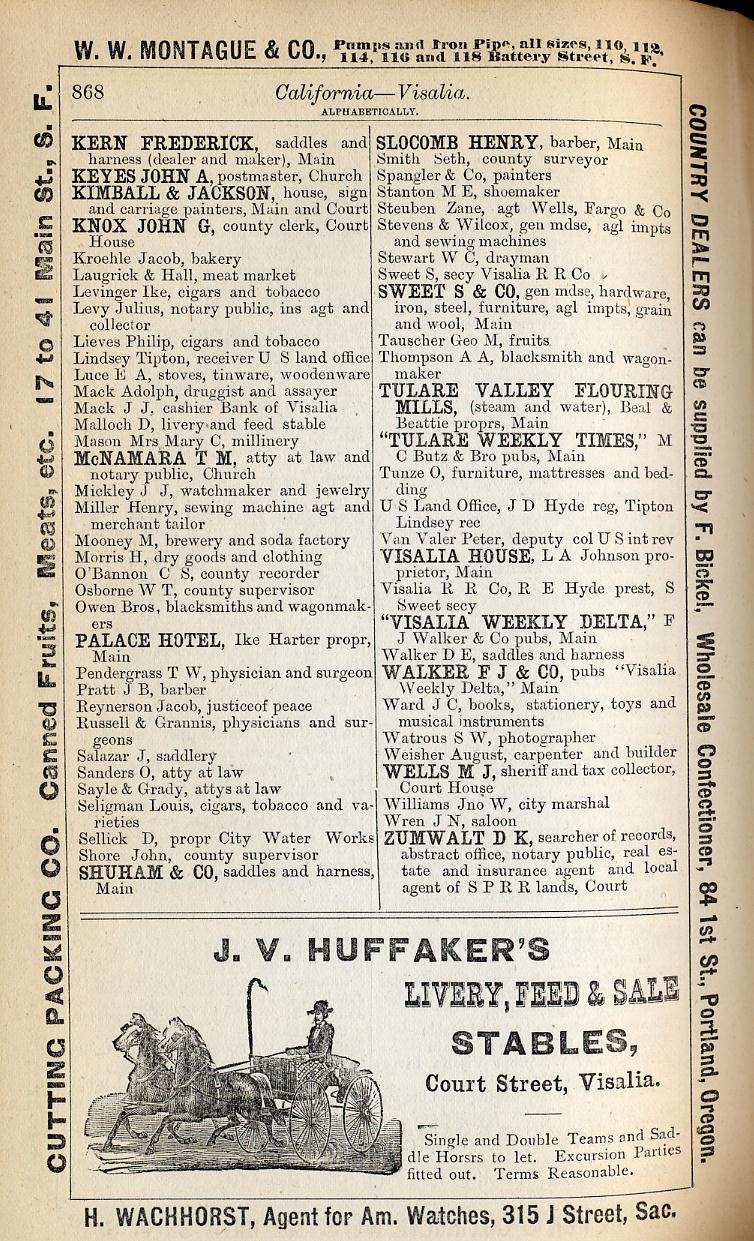 W. W. MONTAGUE & CO., Pumps and Iron Pipe, all sizes, 110, 112, 114, 116 and 118 Battery Street, S. F.
868
California—Visalia.
ALPHABETICALLY.
KERN FREDERICK, saddles and
harness (dealer and maker), Main
KEYES JOHN A, postmaster, Church
KIMBALL & JACKSON, house, sign
and carriage painters, Main and Court
KNOX JOHN G, county clerk, Court
House
Kroehle Jacob, bakery
Laugrick & Hall, meat market
Levinger Ike, cigars and tobacco
Levy Julius, notary public, ins agt and
collector
Lieves Philip, cigars and tobacco
Lindsey Tipton, receiver U S land office
Luce E A, stoves, tinware, woodenware
Mack Adolph, druggist and assayer
Mack J J, cashier Bank of Visalia
Malloch D, livery and feed stable
Mason Mrs Mary C, millinery
McNAMARA T M, atty at law and
notary public, Church
Mickley J J, watchmaker and jewelry
Miller Henry, sewing machine agt and
merchant tailor
Mooney M, brewery and soda factory
Morris H, dry goods and clothing
O'Bannon C S, county recorder
Osborne W T, county supervisor
Owen Bros, blacksmiths and wagonmak-
ers
PALACE HOTEL, Ike Harter propr,
Main
Pendergrass T W, physician and surgeon
Pratt J B, barber
Reynerson Jacob, justiceof peace
Russell & Grannis, physicians and sur-
geons
Salazar J, saddlery
Sanders O, atty at law
Sayle & Grady, attys at law
Seligman Louis, cigars, tobacco and va-
rieties
Sellick D, propr City Water Works
Shore John, county supervisor
SHUHAM & CO, saddles and harness,
Main
SLOCOMB HENRY, barber, Main
Smith Seth, county surveyor
Spangler & Co, painters
Stanton M E, shoemaker
Steuben Zane, agt Wells, Fargo & Co
Stevens & Wilcox, gen mdse, agl impts
and sewing machines
Stewart W C, drayman
Sweet S, secy Visalia R R Co
SWEET S & CO, gen mdse, hardware,
iron, steel, furniture, agl impts, grain
and wool, Main
Tauscher Geo M, fruits
Thompson A A, blacksmith and wagon-
maker
TULARE VALLEY FLOURING
MILLS, (steam and water), Beal &
Beattie proprs, Main
"TULARE WEEKLY TIMES," M
C Butz & Bro pubs, Main
Tunze O, furniture, mattresses and bed-
ding
U S Land Office, J D Hyde reg, Tipton
Lindsey rec
Van Valer Peter, deputy col U S int rev
VISALIA HOUSE, L A Johnson pro-
prietor, Main
Visalia R R Co, R E Hyde prest, S
Sweet secy
"VISALIA WEEKLY DELTA," F
J Walker & Co pubs, Main
Walker D E, saddles and harness
WALKER F J & CO, pubs "Visalia
Weekly Delta," Main
Ward J C, books, stationery, toys and
musical instruments
Watrous S W, photographer
Weisher August, carpenter and builder
WELLS M J, sheriff and tax collector,
Court House
Williams Jno W, city marshal
Wren J N, saloon
ZUMWALT D K, searcher of records,
abstract office, notary public, real es-
tate and insurance agent and local
agent of S P R R lands, Court
J. V. HUFFAKER'S
LIVERY, FEED & SALE
STABLES,
Court Street, Visalia.
Single and Double Teams and Sad-
dle Horsrs to let. Excursion Parties
fitted out. Terms Reasonable.
H. WACHHORST, Agent for Am. Watches, 315 J Street, Sac.
CUTTING PACKING CO. Canned Fruits, Meats, etc. 17 to 41 Main St., S. F.
COUNTRY DEALERS can be supplied by F. Bickel, Wholesale Confectioner, 84 1st St., Portland, Oregon.